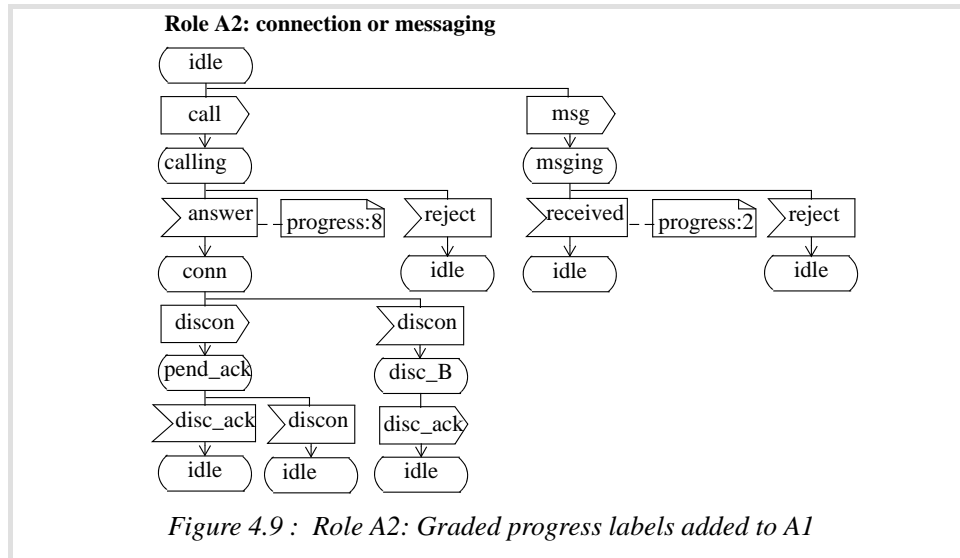 Role A2: connection or messaging
idle
call
msg
calling
msging
answer
progress:8
reject
received
progress:2
reject
conn
idle
idle
idle
discon
discon
pend_ack
disc_B
disc_ack
discon
disc_ack
idle
idle
idle
Figure 4.9 : Role A2: Graded progress labels added to A1